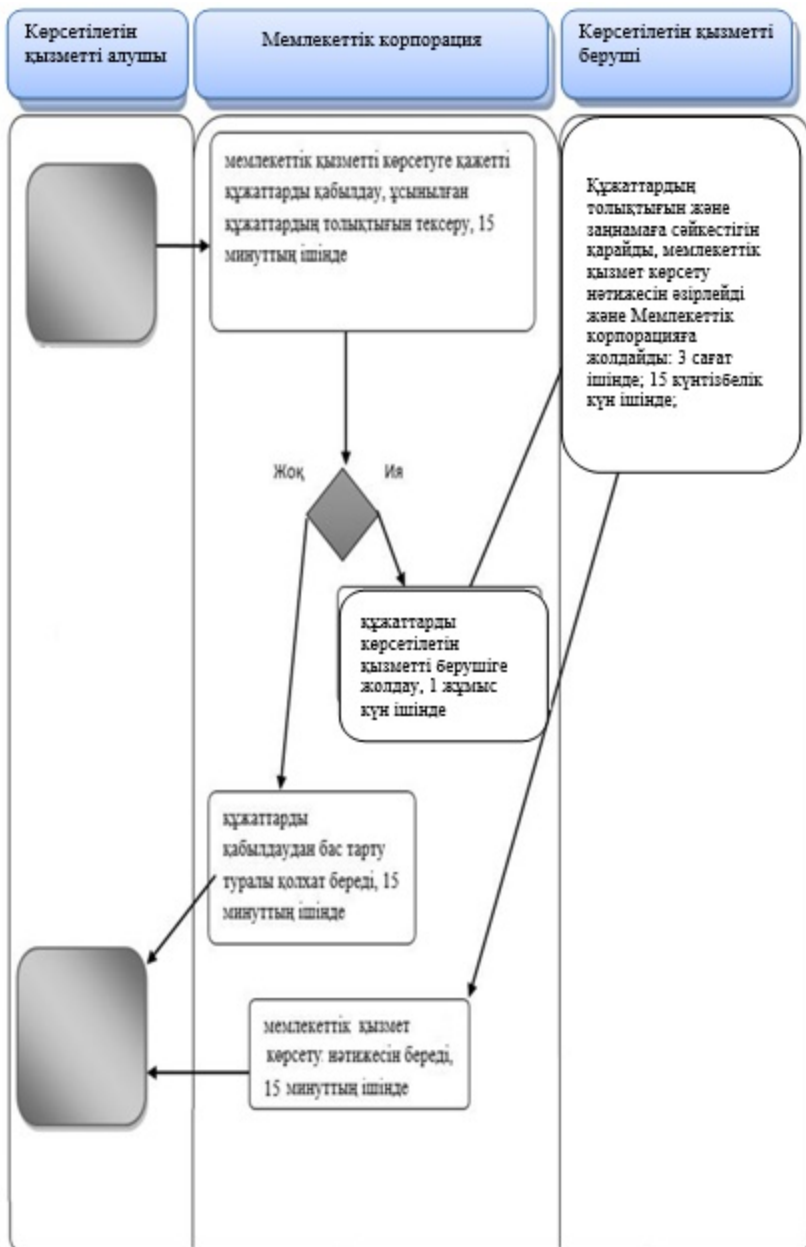 Көрсетілетін
қызметті алушы
Мемлекеттік корпорация
Көрсетілетін қызметті
беруші
мемлекеттік қызметті көрсетуге қажетті
құжаттарды қабылдау, ұсынылған
құжаттардың толықтығын тексеру, 15
минуттың ішінде
Құжаттардың
толықтығын және
заңнамаға сәйкестігін
қарайды, мемлекеттік
қызмет көрсету
нәтижесін әзірлейді
және Мемлекеттік
корпорацияға
жолдайды: 3 сағат
ішінде; 15 күнтізбелік
күн ішінде;
Жоқ
Ия
құжаттарды
көрсетілетін
қызметті берушіге
жолдау, 1 жұмыс
күн ішінде
құжаттарды
қабылдаудан бас тарту
туралы қолхат береді, 15
минуттың ішінде
мемлекеттік қызмет
көрсету: нәтижесін береді,
15 минуттың ішінде